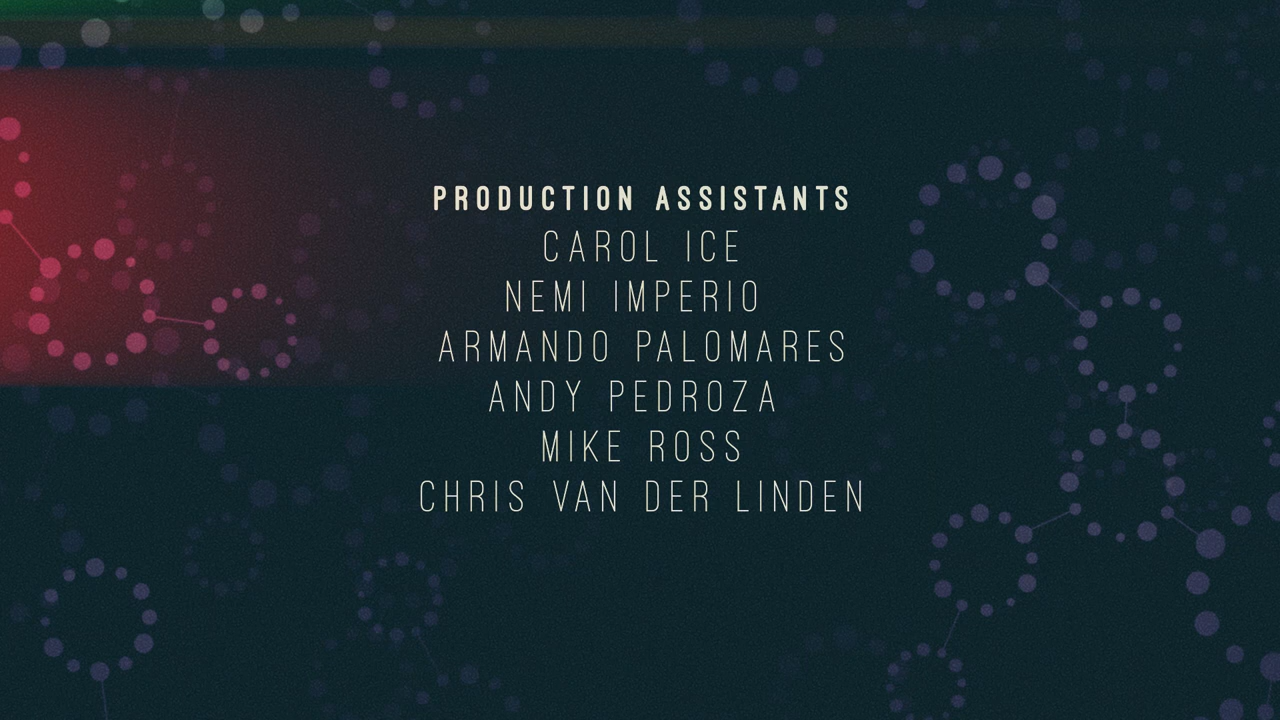 PRODUCTION ASSISTANTS
CAROL ICE
NEMI IMPERIO
ARMANDO PALOMARES
ANDY PEDROZA
MIKE ROSS
CHRIS VAN DER LINDEN